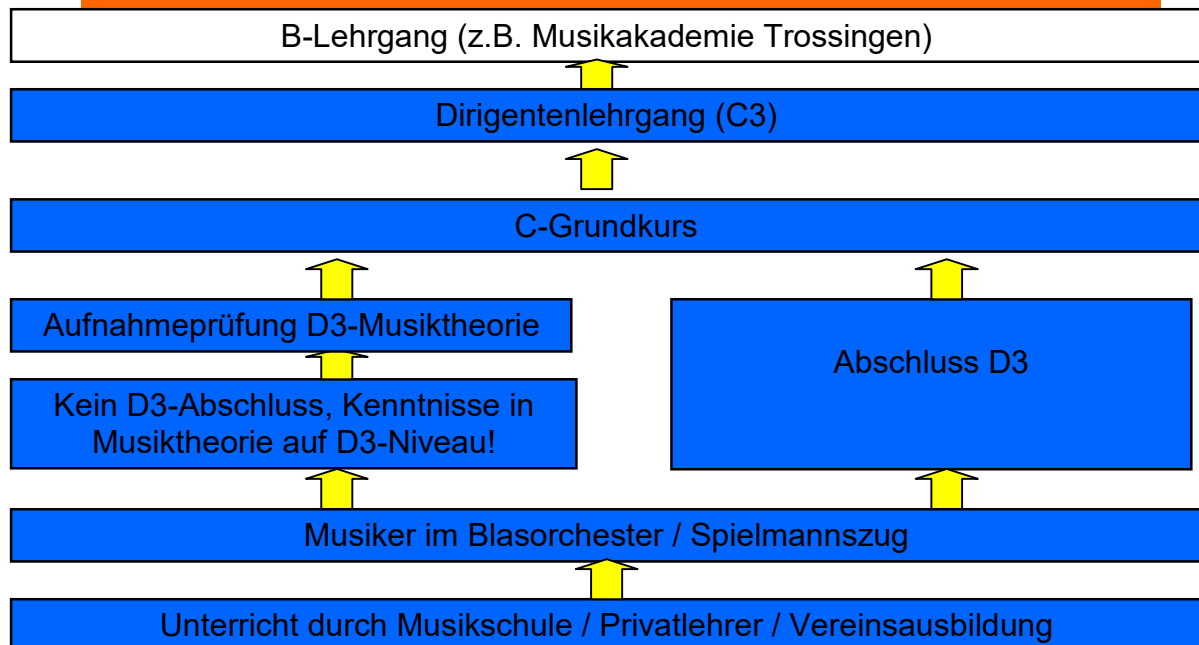 B-Lehrgang (z.B. Musikakademie Trossingen)
Dirigentenlehrgang (C3)
C-Grundkurs
Aufnahmeprüfung D3-Musiktheorie
Abschluss D3
Kein D3-Abschluss, Kenntnisse in
Musiktheorie auf D3-Niveau!
Musiker im Blasorchester / Spielmannszug
Unterricht durch Musikschule / Privatlehrer / Vereinsausbildung